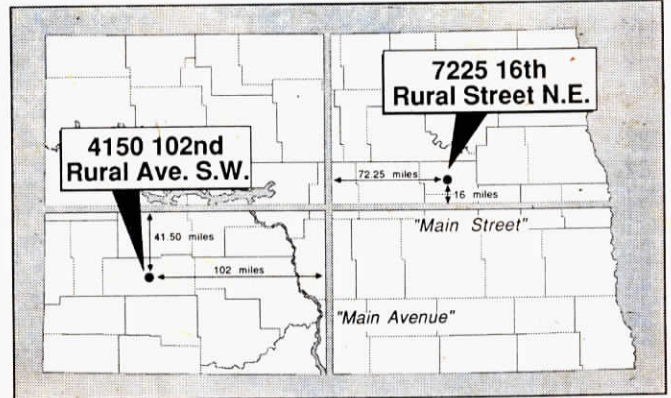 7225 16th
Rural Street N.E.
4150 102nd
Rural Ave. S.W.
72.25 miles
16 miles
"Main Street"
41.50 miles
102 miles
"Main Avenue"